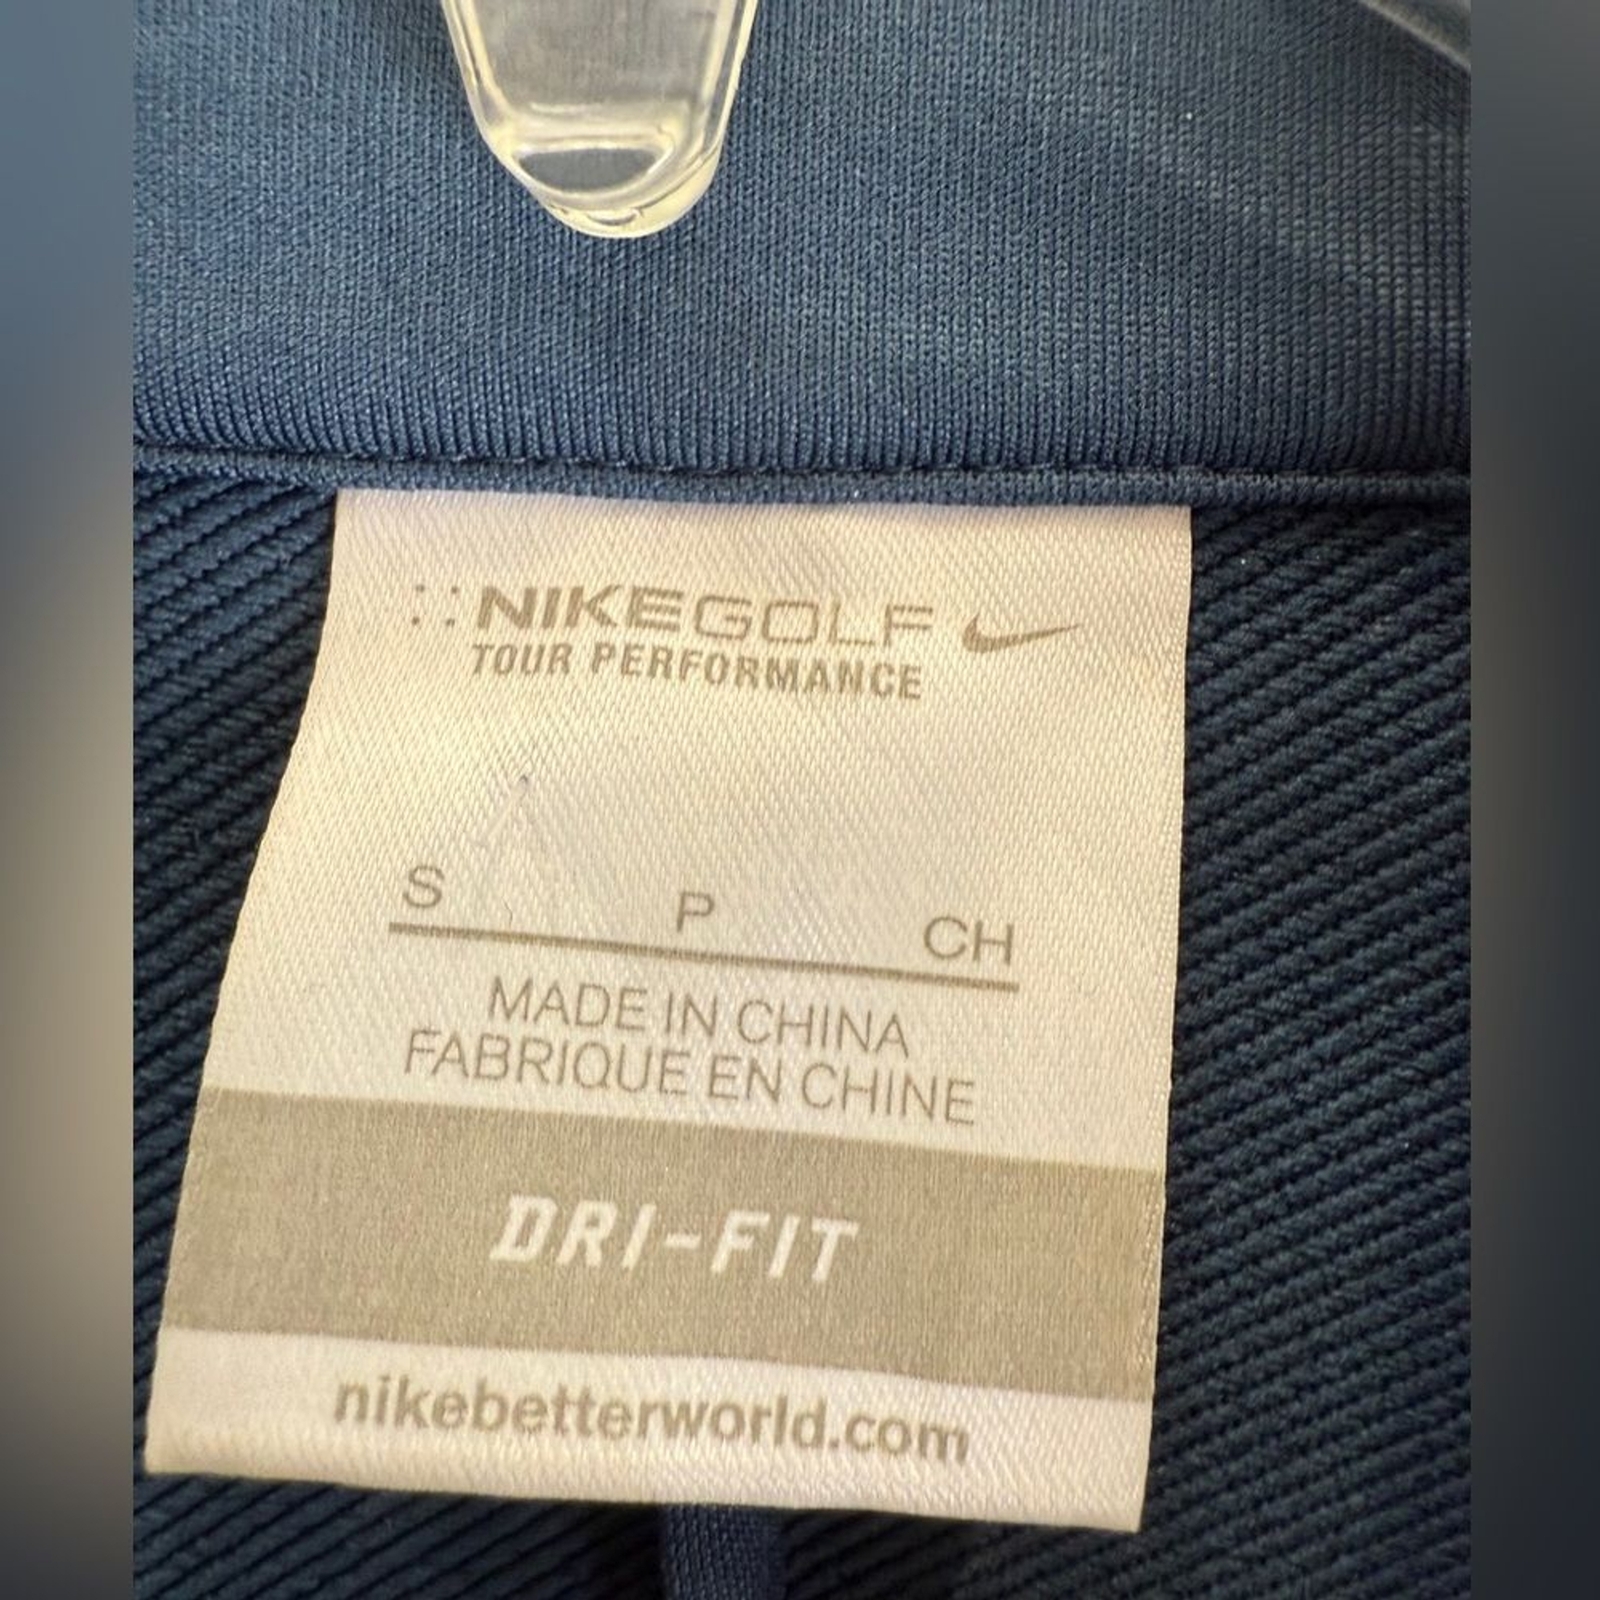 NIKEGOLF
TOUR PERFORMANCE
S P CH
MADE IN CHINA
FABRIQUE EN CHINE
DRI-FIT
nikebetterworld.com